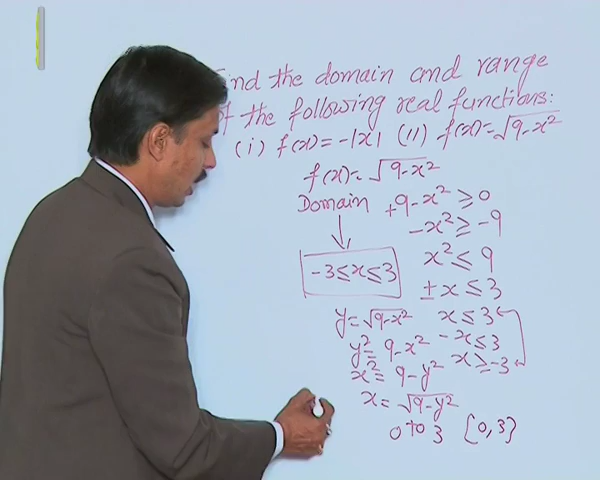 ind the domain and range
f the following real functions:
(i) f(x) = -|x| (ii) f(x) = √9-x²
f(x) = √9-x²
Domain +9-x² ≥ 0
-x² ≥ -9
x² ≤ 9
-3 ≤ x ≤ 3
± x ≤ 3
x ≤ 3
y = √9-x²
-x ≤ 3
y² = 9-x²
x ≥ -3
x² = 9-y²
x = √9-y²
0 to 3 [0, 3}